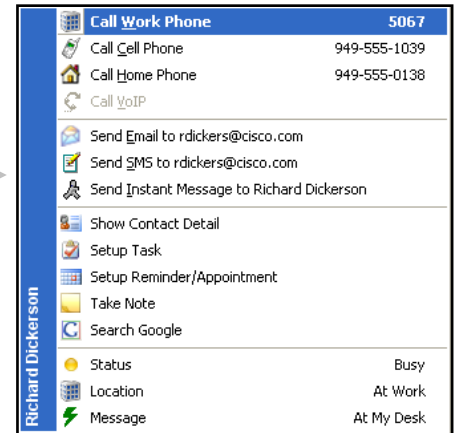 Call Work Phone 5067
Call Cell Phone 949-555-1039
Call Home Phone 949-555-0138
Call VoIP
Send Email to rdickers@cisco.com
Send SMS to rdickers@cisco.com
Send Instant Message to Richard Dickerson
Show Contact Detail
Setup Task
Setup Reminder/Appointment
Take Note
Search Google
Status Busy
Location At Work
Message At My Desk
Richard Dickerson